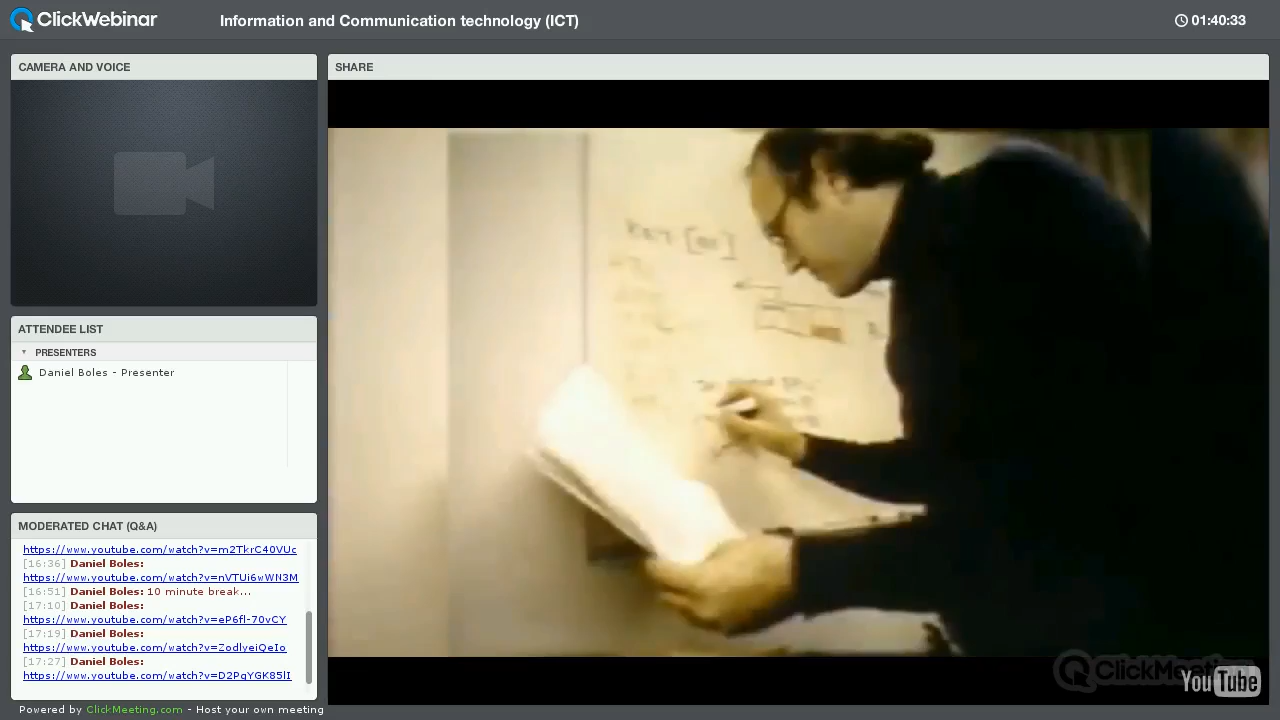 ClickWebinar
Information and Communication technology (ICT)
01:40:33
CAMERA AND VOICE
SHARE
ATTENDEE LIST
PRESENTERS
Daniel Boles - Presenter
MODERATED CHAT (Q&A)
https://www.youtube.com/watch?v=m2TkrC40VUc
[16:36] Daniel Boles:
https://www.youtube.com/watch?v=nVTUi6wWN3M
[16:51] Daniel Boles: 10 minute break...
[17:10] Daniel Boles:
https://www.youtube.com/watch?v=eP6fl-70vCY
[17:19] Daniel Boles:
https://www.youtube.com/watch?v=ZodlyeiQeIo
[17:27] Daniel Boles:
https://www.youtube.com/watch?v=D2PqYGK85lI
ClickMeeting
YouTube
Powered by ClickMeeting.com - Host your own meeting